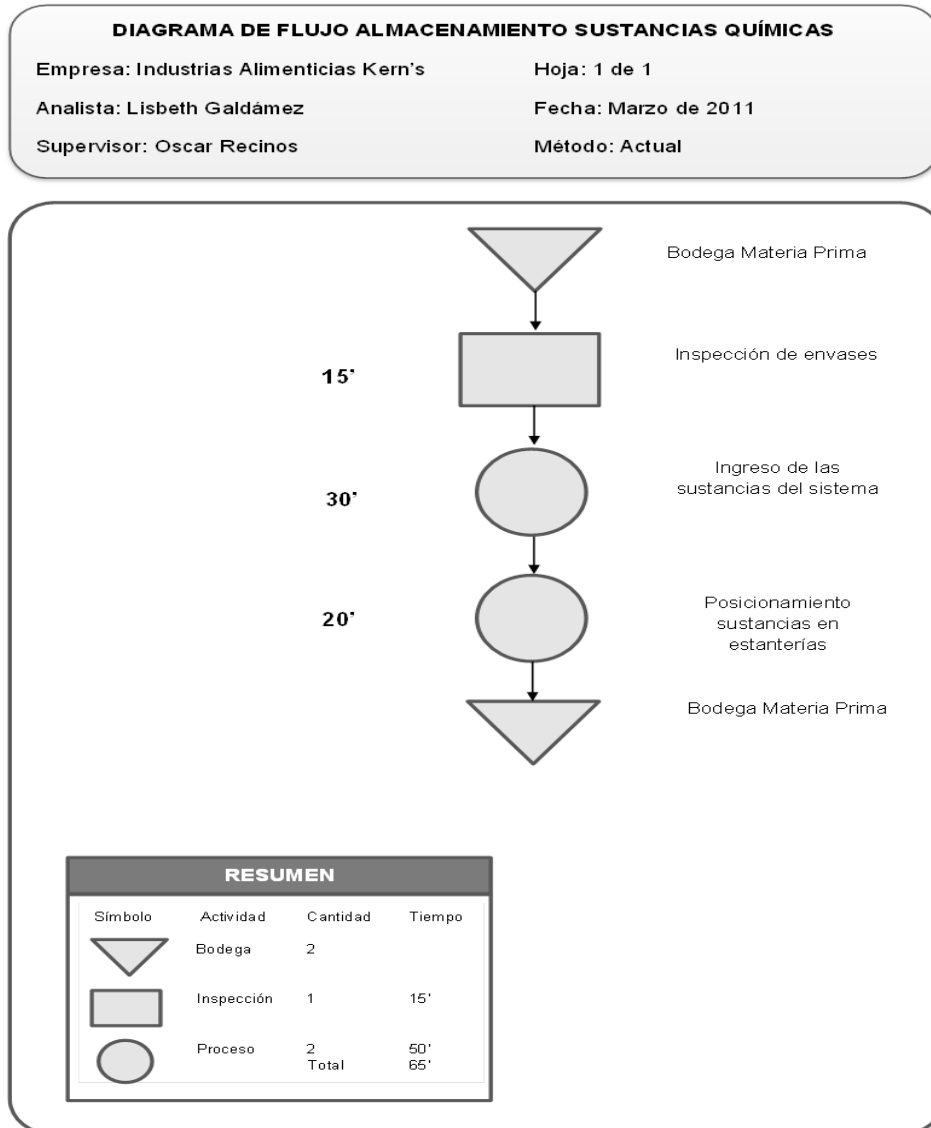 DIAGRAMA DE FLUJO ALMACENAMIENTO SUSTANCIAS QUÍMICAS
Empresa: Industrias Alimenticias Kern's Hoja: 1 de 1
Analista: Lisbeth Galdámez Fecha: Marzo de 2011
Supervisor: Oscar Recinos Método: Actual
Bodega Materia Prima
Inspección de envases
15'
Ingreso de las
sustancias del sistema
30'
Posicionamiento
sustancias en
estanterías
20'
Bodega Materia Prima
RESUMEN
Símbolo Actividad Cantidad Tiempo
Bodega 2
Inspección 1 15'
Proceso 2 50'
Total 65'